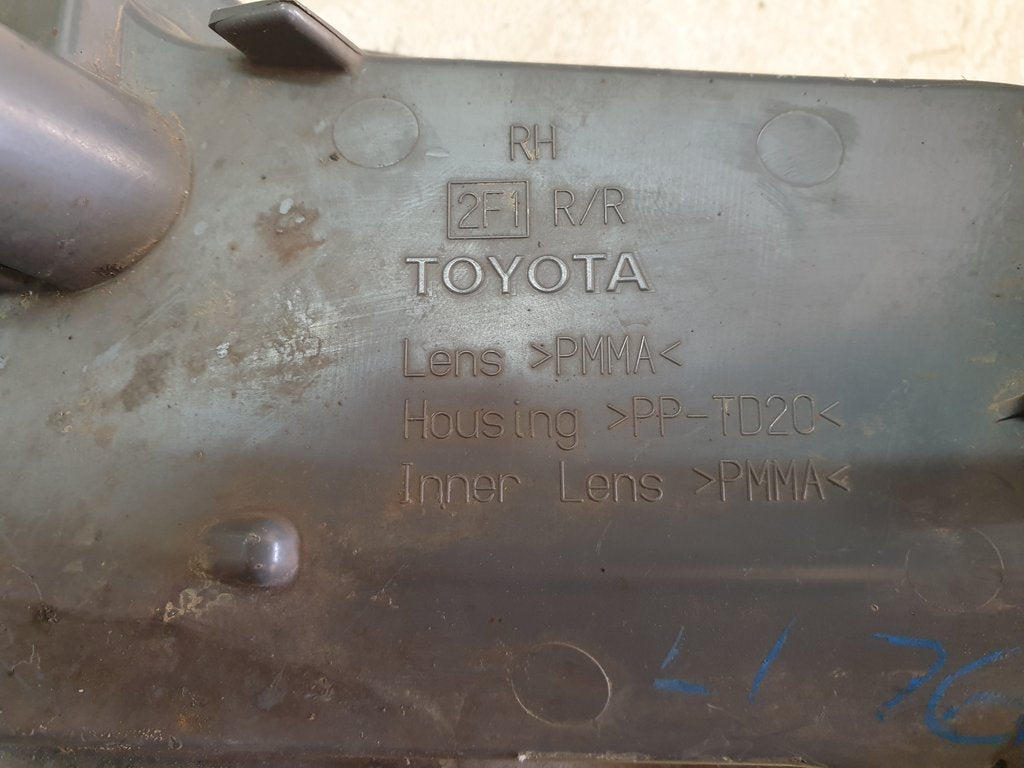 RH
2F1 R/R
TOYOTA
Lens >PMMA<
Housing >PP-TD20<
Inner Lens >PMMA<